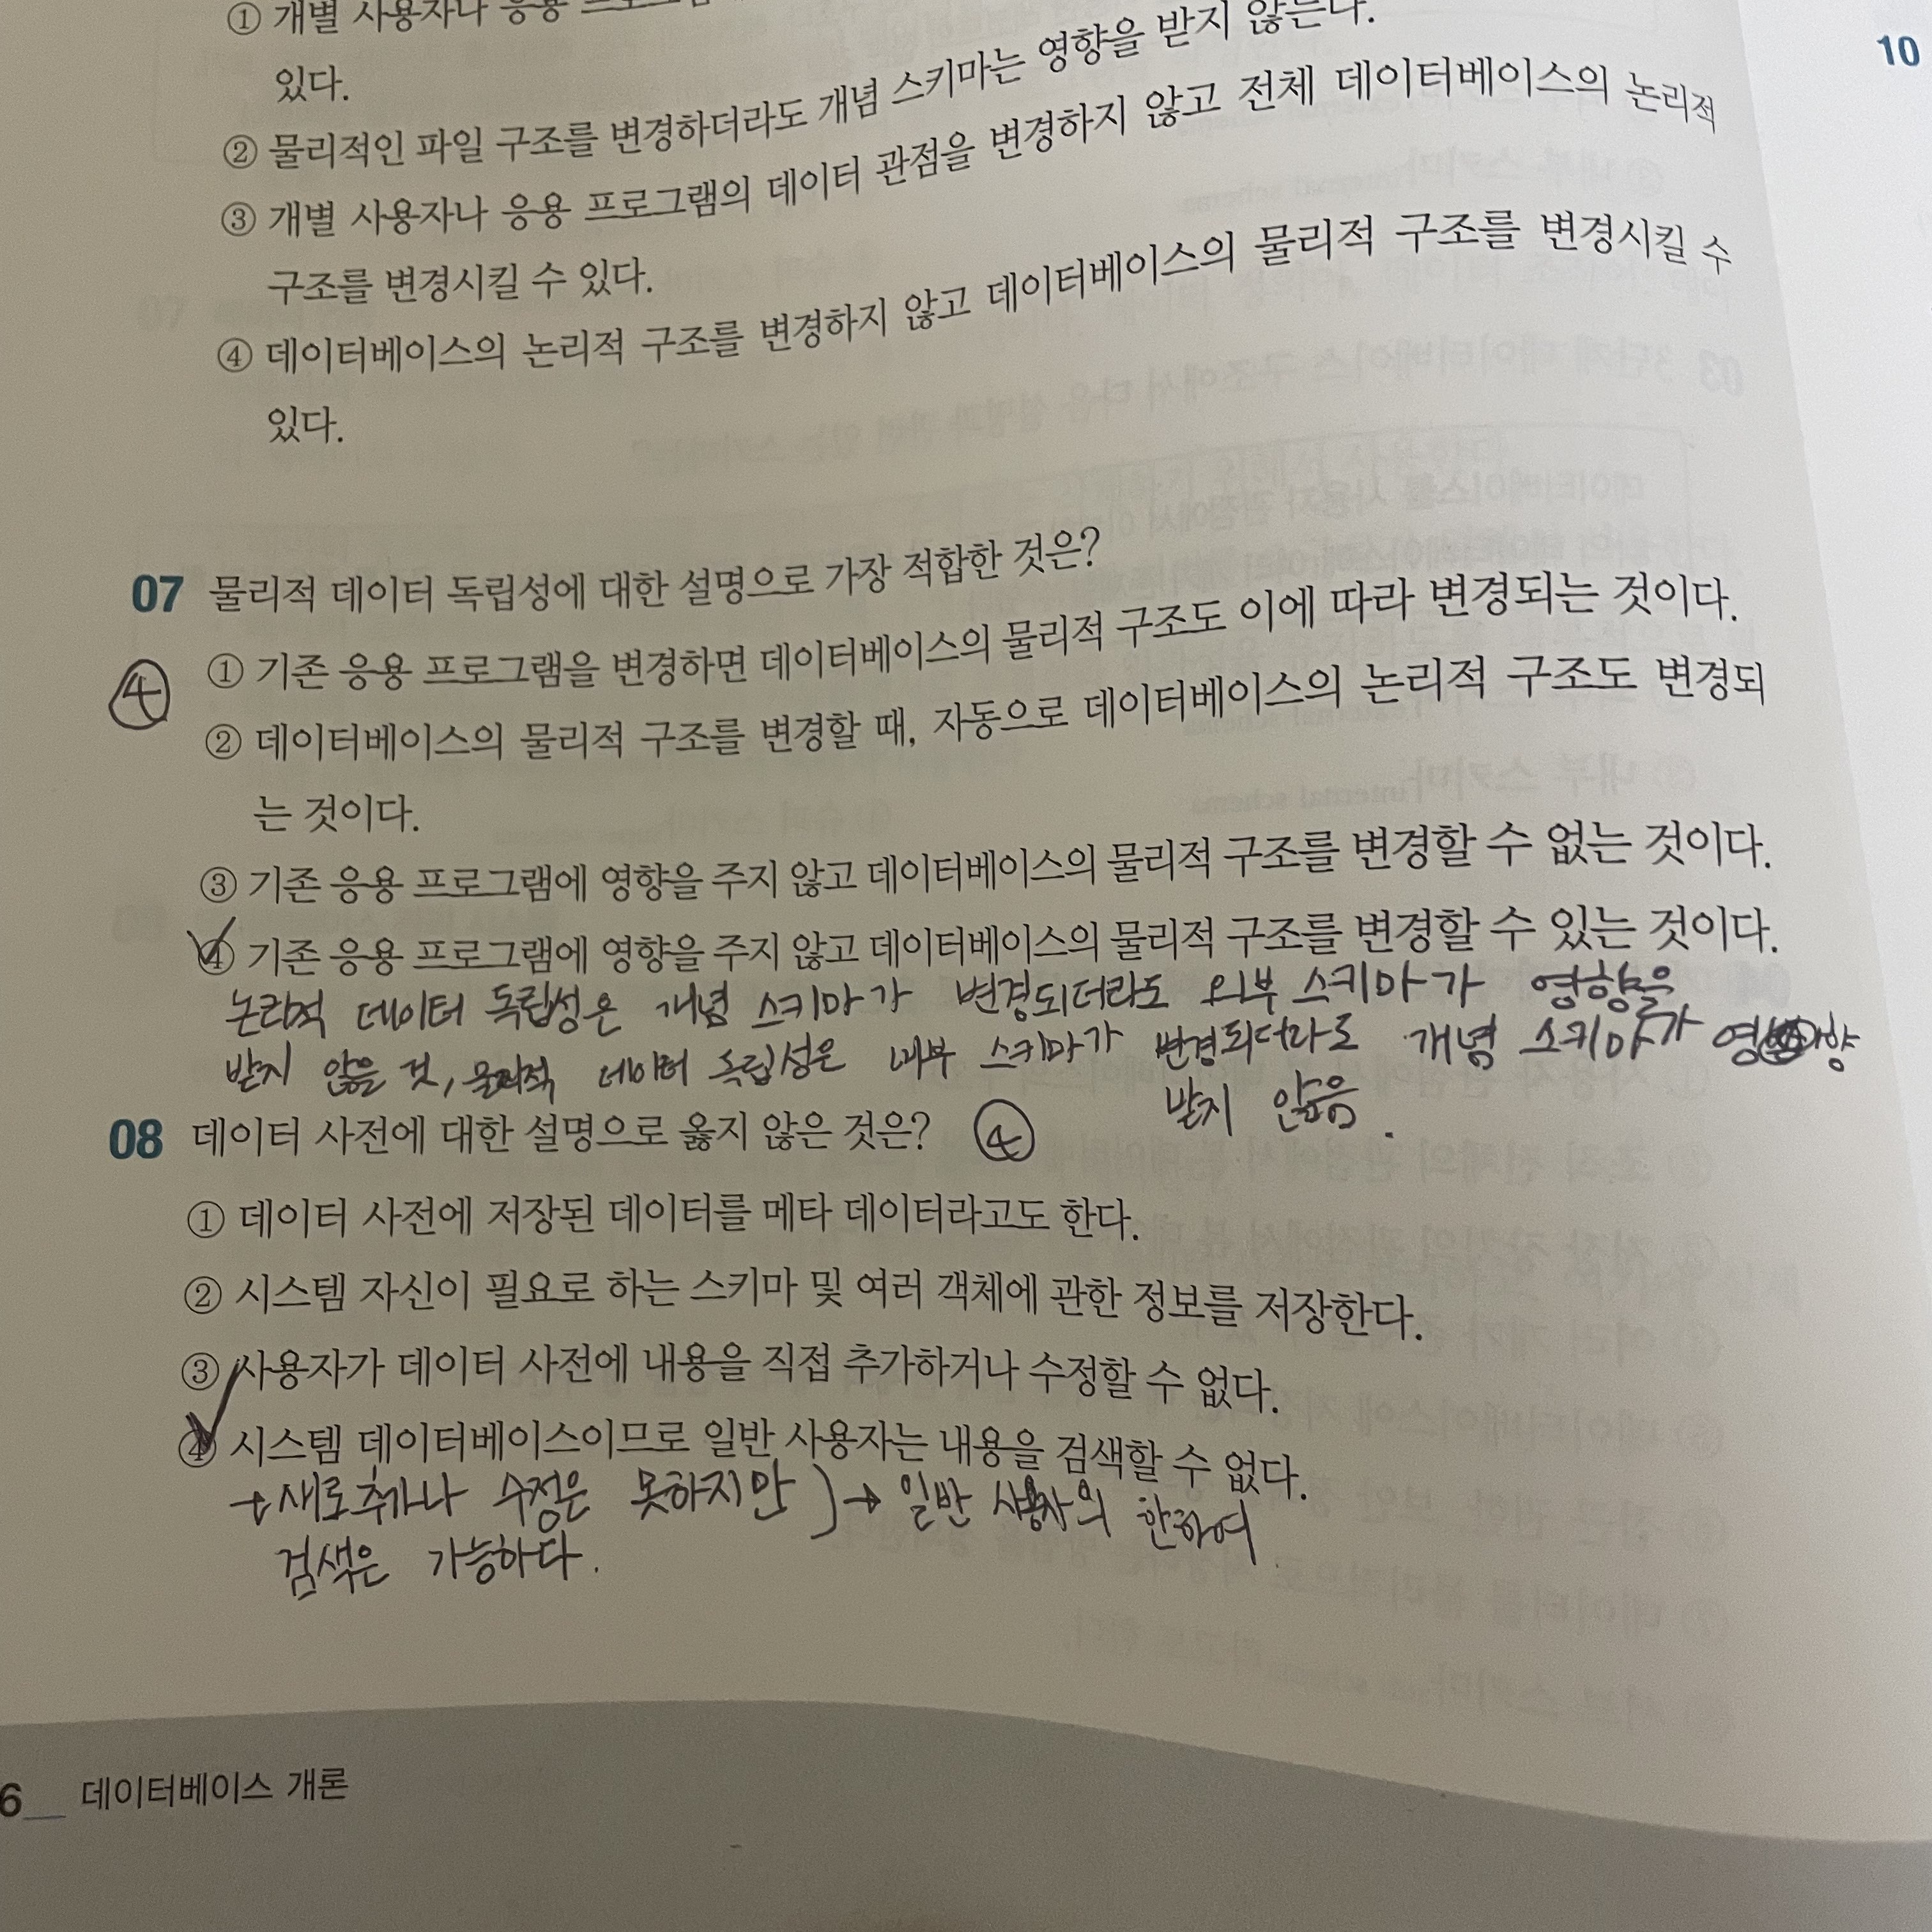 ① 개별 사용자나 응용 프로그램
있다.
② 물리적인 파일 구조를 변경하더라도 개념 스키마는 영향을 받지 않는다.
③ 개별 사용자나 응용 프로그램의 데이터 관점을 변경하지 않고 전체 데이터베이스의 논리적
구조를 변경시킬 수 있다.
④ 데이터베이스의 논리적 구조를 변경하지 않고 데이터베이스의 물리적 구조를 변경시킬 수
있다.
10
07 물리적 데이터 독립성에 대한 설명으로 가장 적합한 것은?
④
① 기존 응용 프로그램을 변경하면 데이터베이스의 물리적 구조도 이에 따라 변경되는 것이다.
② 데이터베이스의 물리적 구조를 변경할 때, 자동으로 데이터베이스의 논리적 구조도 변경되
는 것이다.
③ 기존 응용 프로그램에 영향을 주지 않고 데이터베이스의 물리적 구조를 변경할 수 없는 것이다.
④ 기존 응용 프로그램에 영향을 주지 않고 데이터베이스의 물리적 구조를 변경할 수 있는 것이다.
논리적 데이터 독립성은 개념 스키마가 변경되더라도 외부 스키마가 영향을
받지 않을 것, 물리적 데이터 독립성은 내부 스키마가 변경되더라도 개념 스키마가 영향
받지 않음.
08 데이터 사전에 대한 설명으로 옳지 않은 것은? ④
① 데이터 사전에 저장된 데이터를 메타 데이터라고도 한다.
② 시스템 자신이 필요로 하는 스키마 및 여러 객체에 관한 정보를 저장한다.
③ 사용자가 데이터 사전에 내용을 직접 추가하거나 수정할 수 없다.
④ 시스템 데이터베이스이므로 일반 사용자는 내용을 검색할 수 없다.
→ 새로 추가나 수정은 못하지만 ) → 일반 사용자의 한하여
검색은 가능하다.
6__ 데이터베이스 개론